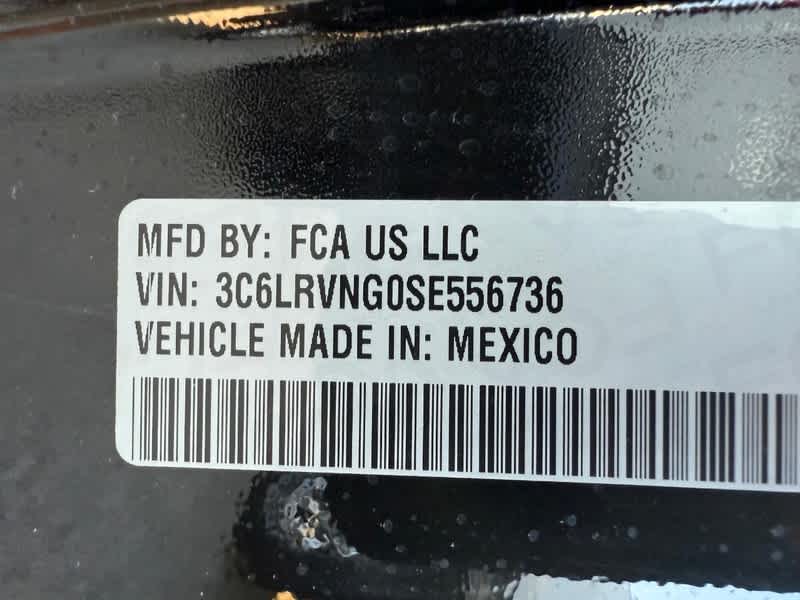 MFD BY: FCA US LLC
VIN: 3C6LRVNG0SE556736
VEHICLE MADE IN: MEXICO